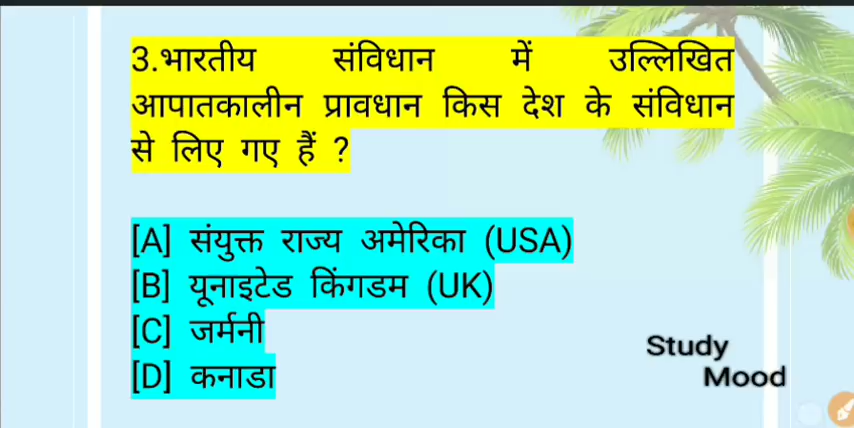 3.भारतीय संविधान में उल्लिखित
आपातकालीन प्रावधान किस देश के संविधान
से लिए गए हैं ?
[A] संयुक्त राज्य अमेरिका (USA)
[B] यूनाइटेड किंगडम (UK)
[C] जर्मनी
[D] कनाडा
Study
Mood